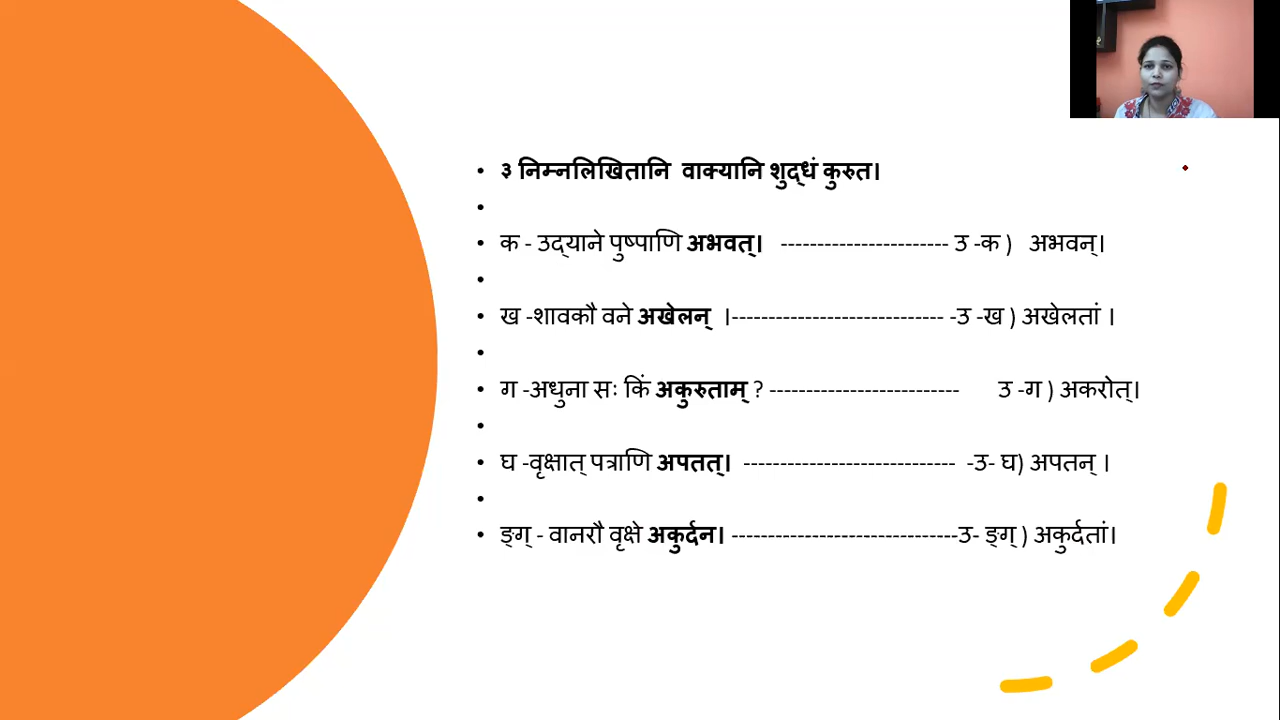 • ३ निम्नलिखितानि वाक्यानि शुद्धं कुरुत।
•
• क - उद्याने पुष्पाणि अभवत्। ----------------------- उ -क ) अभवन्।
•
• ख -शावकौ वने अखेलन् ।----------------------------- -उ -ख ) अखेलतां ।
•
• ग -अधुना सः किं अकुरुताम् ? -------------------------- उ -ग ) अकरोत्।
•
• घ -वृक्षात् पत्राणि अपतत्। ----------------------------- -उ- घ) अपतन् ।
•
• ङ्ग् - वानरौ वृक्षे अकुर्दन। -------------------------------उ- ङ्ग् ) अकुर्दतां।